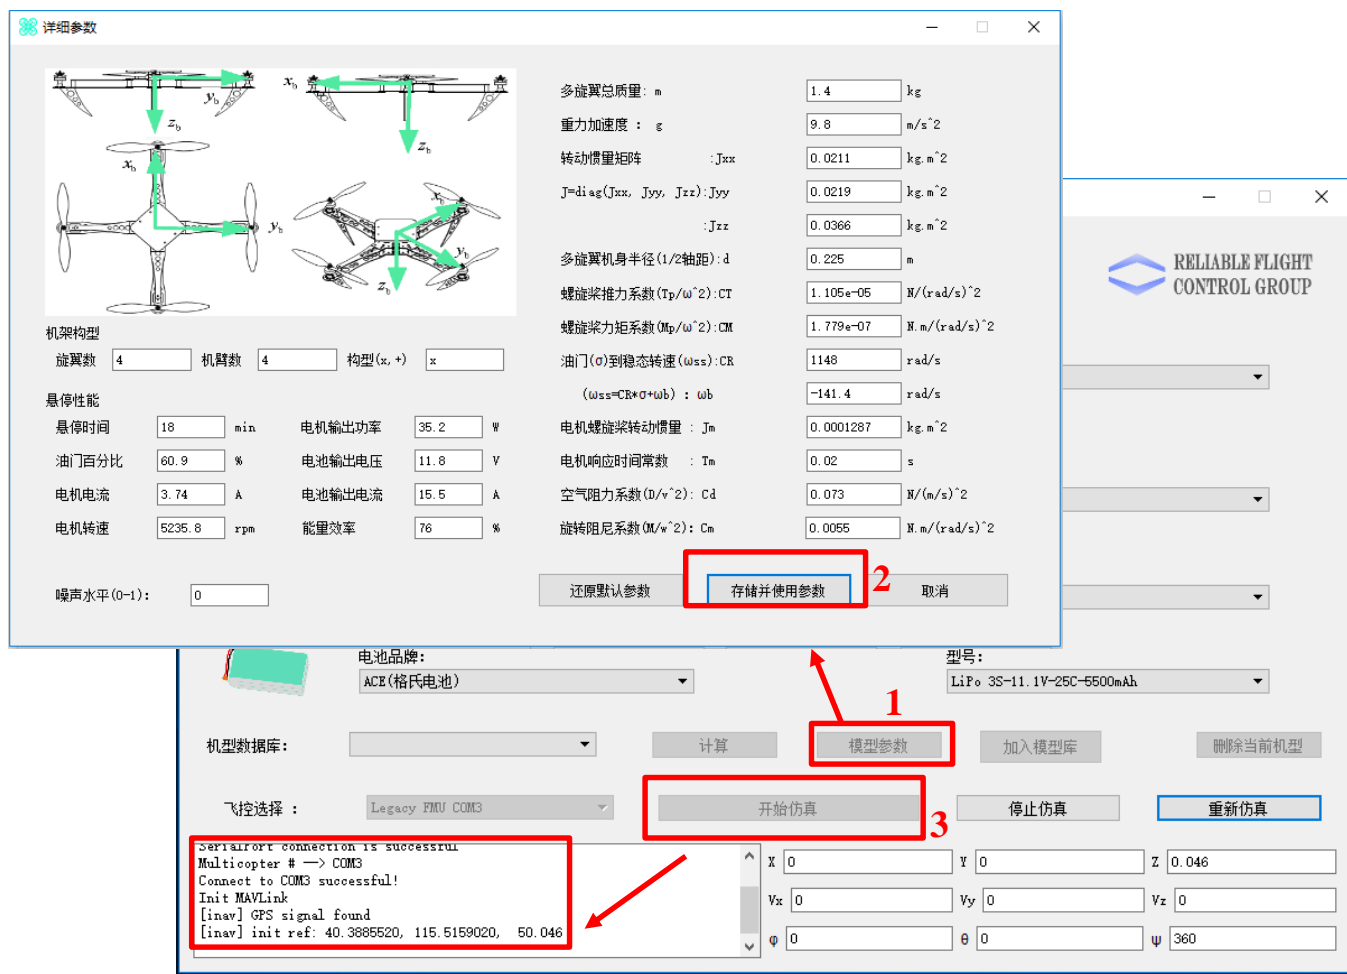 详细参数
x_b
y_b
z_b
z_b
x_b
y_b
x_b
y_b
z_b
多旋翼总质量: m 1.4 kg
重力加速度 : g 9.8 m/s^2
转动惯量矩阵 :Jxx 0.0211 kg.m^2
J=diag(Jxx, Jyy, Jzz):Jyy 0.0219 kg.m^2
:Jzz 0.0366 kg.m^2
多旋翼机身半径(1/2轴距):d 0.225 m
螺旋桨推力系数(Tp/ω^2):CT 1.105e-05 N/(rad/s)^2
螺旋桨力矩系数(Mp/ω^2):CM 1.779e-07 N.m/(rad/s)^2
油门(σ)到稳态转速(ωss):CR 1148 rad/s
(ωss=CR*σ+ωb) : ωb -141.4 rad/s
电机螺旋桨转动惯量 : Jm 0.0001287 kg.m^2
电机响应时间常数 : Tm 0.02 s
空气阻力系数(D/v^2): Cd 0.073 N/(m/s)^2
旋转阻尼系数(M/w^2): Cm 0.0055 N.m/(rad/s)^2
机架构型
旋翼数 4 机臂数 4 构型(x,+) x
悬停性能
悬停时间 18 min 电机输出功率 35.2 W
油门百分比 60.9 % 电池输出电压 11.8 V
电机电流 3.74 A 电池输出电流 15.5 A
电机转速 5235.8 rpm 能量效率 76 %
噪声水平(0-1): 0
还原默认参数 存储并使用参数 2 取消
RELIABLE FLIGHT
CONTROL GROUP
电池品牌: 型号:
ACE(格氏电池) LiPo 3S-11.1V-25C-5500mAh
1
机型数据库: 计算 模型参数 加入模型库 删除当前机型
飞控选择 : Legacy FMU COM3 开始仿真 3 停止仿真 重新仿真
SerialPort connection is successful
Multicopter # —> COM3
Connect to COM3 successful!
Init MAVLink
[inav] GPS signal found
[inav] init ref: 40.3885520, 115.5159020, 50.046
X 0 Y 0 Z 0.046
Vx 0 Vy 0 Vz 0
φ 0 θ 0 ψ 360